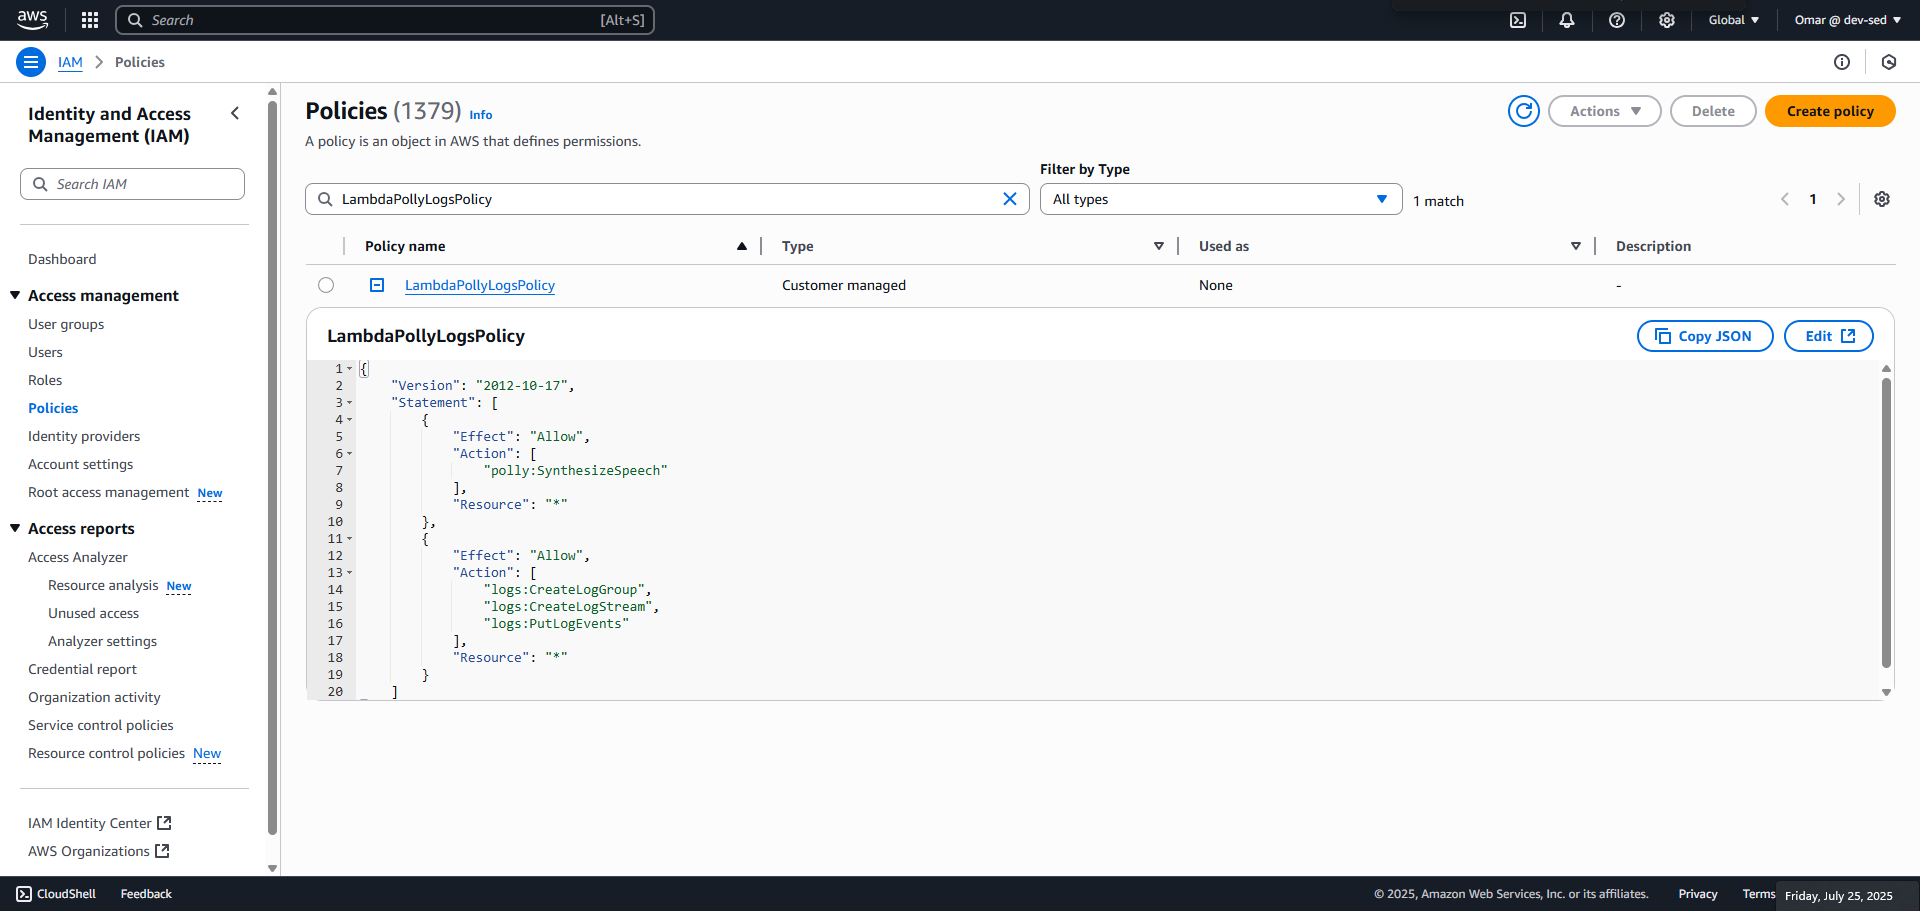 aws
Search [Alt+S]
Global
Omar @ dev-sed
IAM
Policies
Identity and Access
Management (IAM)
Search IAM
Dashboard
Access management
User groups
Users
Roles
Policies
Identity providers
Account settings
Root access management New
Access reports
Access Analyzer
Resource analysis New
Unused access
Analyzer settings
Credential report
Organization activity
Service control policies
Resource control policies New
IAM Identity Center
AWS Organizations
Policies (1379) Info
A policy is an object in AWS that defines permissions.
Actions
Delete
Create policy
Filter by Type
LambdaPollyLogsPolicy
All types
1 match
1
Policy name Type Used as Description
LambdaPollyLogsPolicy Customer managed None -
LambdaPollyLogsPolicy
Copy JSON
Edit
1 {
2 "Version": "2012-10-17",
3 "Statement": [
4 {
5 "Effect": "Allow",
6 "Action": [
7 "polly:SynthesizeSpeech"
8 ],
9 "Resource": "*"
10 },
11 {
12 "Effect": "Allow",
13 "Action": [
14 "logs:CreateLogGroup",
15 "logs:CreateLogStream",
16 "logs:PutLogEvents"
17 ],
18 "Resource": "*"
19 }
20 ]
CloudShell Feedback
© 2025, Amazon Web Services, Inc. or its affiliates. Privacy Terms
Friday, July 25, 2025